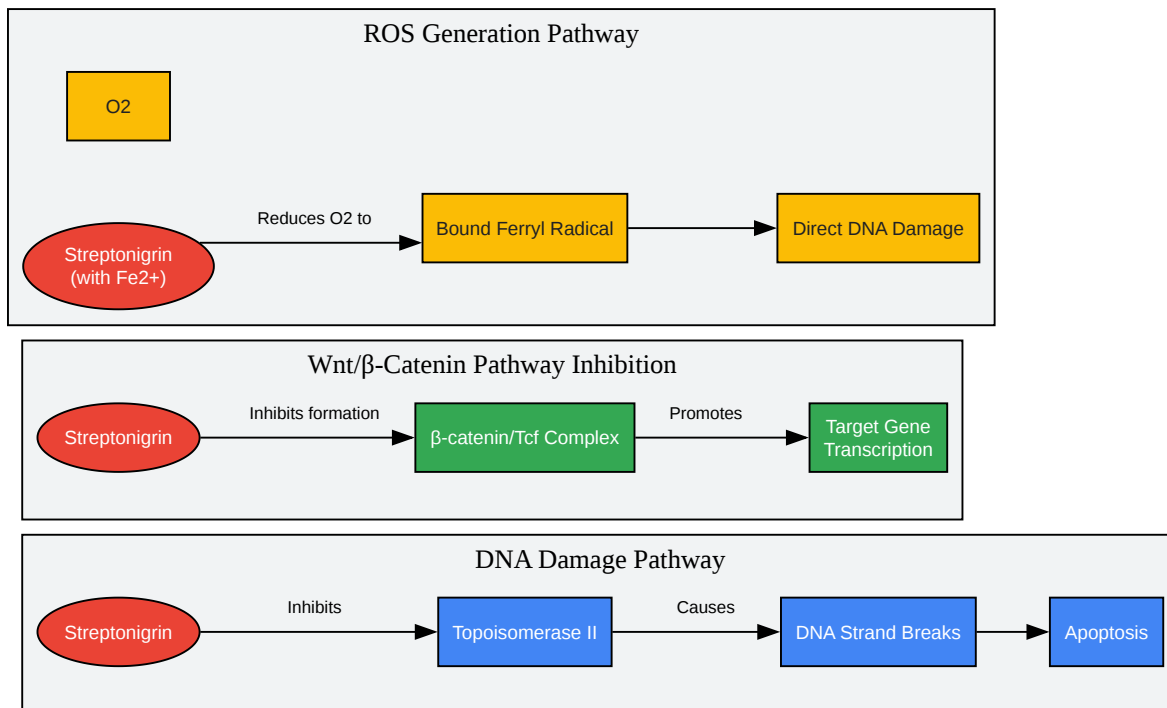 ROS Generation Pathway
O2
Reduces O2 to
Streptonigrin
(with Fe2+)
Bound Ferryl Radical
Direct DNA Damage
Wnt/β-Catenin Pathway Inhibition
Streptonigrin
Inhibits formation
β-catenin/Tcf Complex
Promotes
Target Gene
Transcription
DNA Damage Pathway
Streptonigrin
Inhibits
Topoisomerase II
Causes
DNA Strand Breaks
Apoptosis